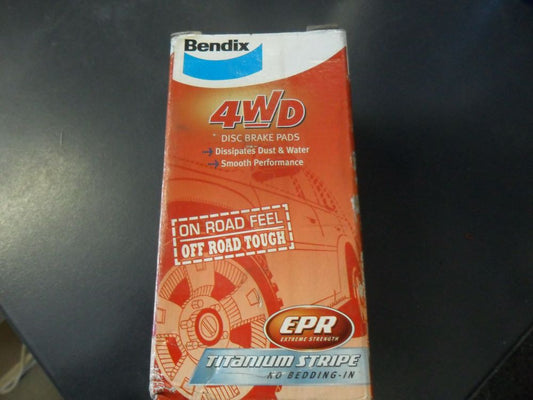 Bendix
4WD
DISC BRAKE PADS
Dissipates Dust & Water
Smooth Performance
ON ROAD FEEL
OFF ROAD TOUGH
EPR
EXTREME STRENGTH
TITANIUM STRIPE
NO BEDDING-IN